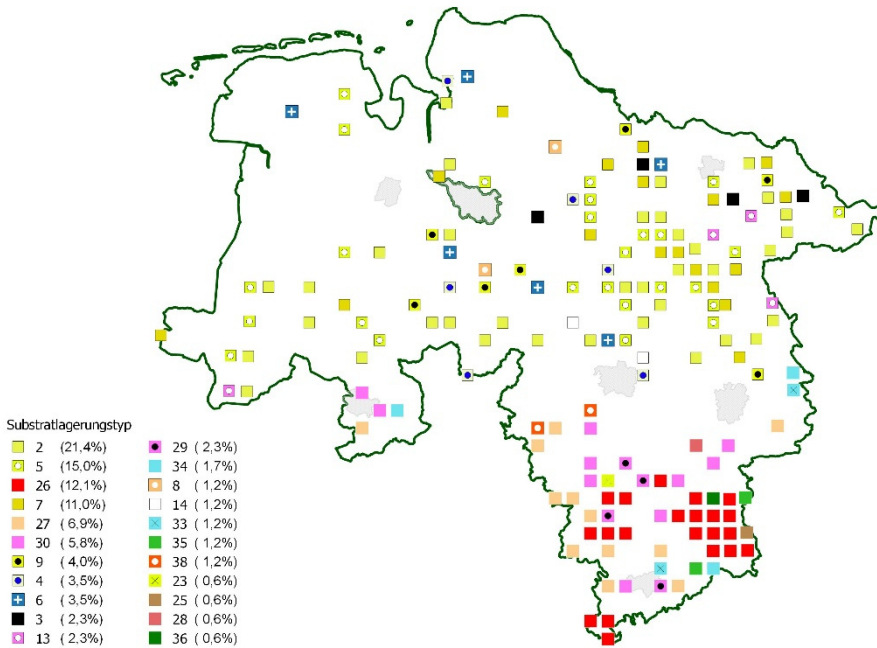 Substratlagerungstyp
2 (21,4%)
5 (15,0%)
26 (12,1%)
7 (11,0%)
27 ( 6,9%)
30 ( 5,8%)
9 ( 4,0%)
4 ( 3,5%)
6 ( 3,5%)
3 ( 2,3%)
13 ( 2,3%)
29 ( 2,3%)
34 ( 1,7%)
8 ( 1,2%)
14 ( 1,2%)
33 ( 1,2%)
35 ( 1,2%)
38 ( 1,2%)
23 ( 0,6%)
25 ( 0,6%)
28 ( 0,6%)
36 ( 0,6%)